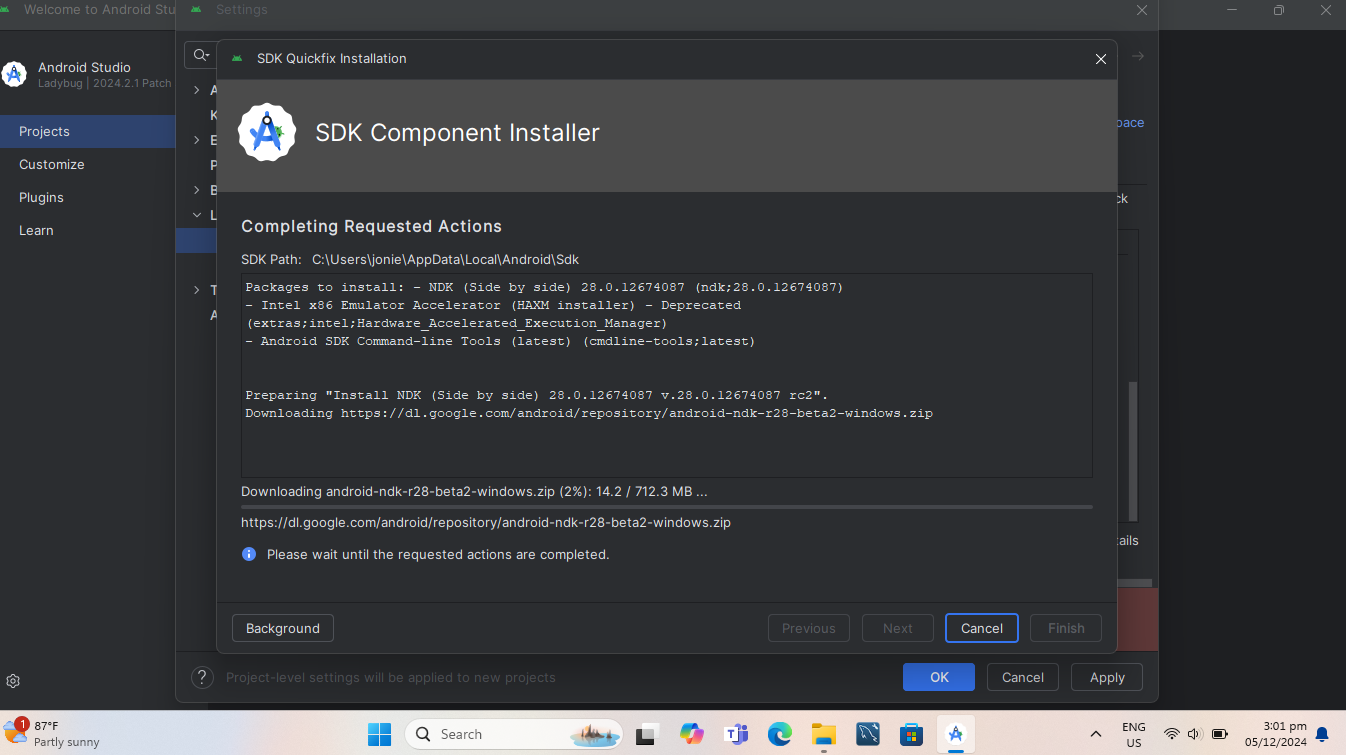 Welcome to Android Stu
Settings
Android Studio
Ladybug | 2024.2.1 Patch
Projects
Customize
Plugins
Learn
A
K
E
P
B
L
T
A
SDK Quickfix Installation
SDK Component Installer
Completing Requested Actions
SDK Path: C:\Users\jonie\AppData\Local\Android\Sdk
Packages to install: - NDK (Side by side) 28.0.12674087 (ndk;28.0.12674087)
- Intel x86 Emulator Accelerator (HAXM installer) - Deprecated
(extras;intel;Hardware_Accelerated_Execution_Manager)
- Android SDK Command-line Tools (latest) (cmdline-tools;latest)
Preparing "Install NDK (Side by side) 28.0.12674087 v.28.0.12674087 rc2".
Downloading https://dl.google.com/android/repository/android-ndk-r28-beta2-windows.zip
Downloading android-ndk-r28-beta2-windows.zip (2%): 14.2 / 712.3 MB ...
https://dl.google.com/android/repository/android-ndk-r28-beta2-windows.zip
Please wait until the requested actions are completed.
Background
Previous
Next
Cancel
Finish
pace
ck
tails
? Project-level settings will be applied to new projects
OK
Cancel
Apply
1
87°F
Partly sunny
Search
ENG
US
3:01 pm
05/12/2024